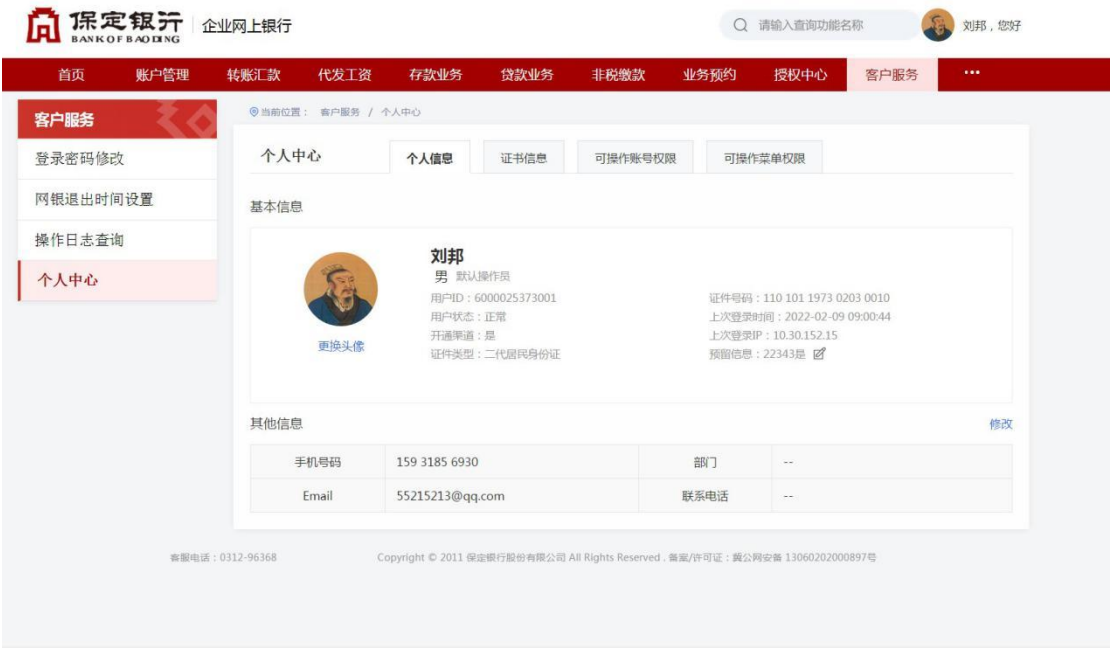 保定银行 企业网上银行 请输入查询功能名称 刘邦，您好
BANK OF BAODING
首页 账户管理 转账汇款 代发工资 存款业务 贷款业务 非税缴款 业务预约 授权中心 客户服务 •••
客户服务
登录密码修改
网银退出时间设置
操作日志查询
个人中心
当前位置： 客户服务 / 个人中心
个人中心 个人信息 证书信息 可操作账号权限 可操作菜单权限
基本信息
更换头像
刘邦
男 默认操作员
用户ID：6000025373001 证件号码：110 101 1973 0203 0010
用户状态：正常 上次登录时间：2022-02-09 09:00:44
开通渠道：是 上次登录IP：10.30.152.15
证件类型：二代居民身份证 预留信息：22343是
其他信息 修改
手机号码 159 3185 6930 部门 --
Email 55215213@qq.com 联系电话 --
客服电话：0312-96368 Copyright © 2011 保定银行股份有限公司 All Rights Reserved . 备案/许可证：冀公网安备 13060202000897号